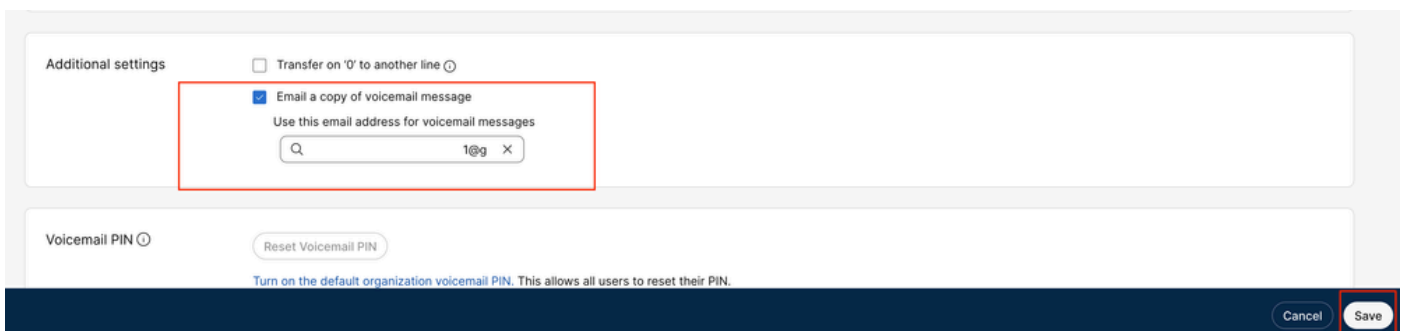 Additional settings
Transfer on '0' to another line
Email a copy of voicemail message
Use this email address for voicemail messages
1@g
Voicemail PIN
Reset Voicemail PIN
Turn on the default organization voicemail PIN. This allows all users to reset their PIN.
Cancel
Save